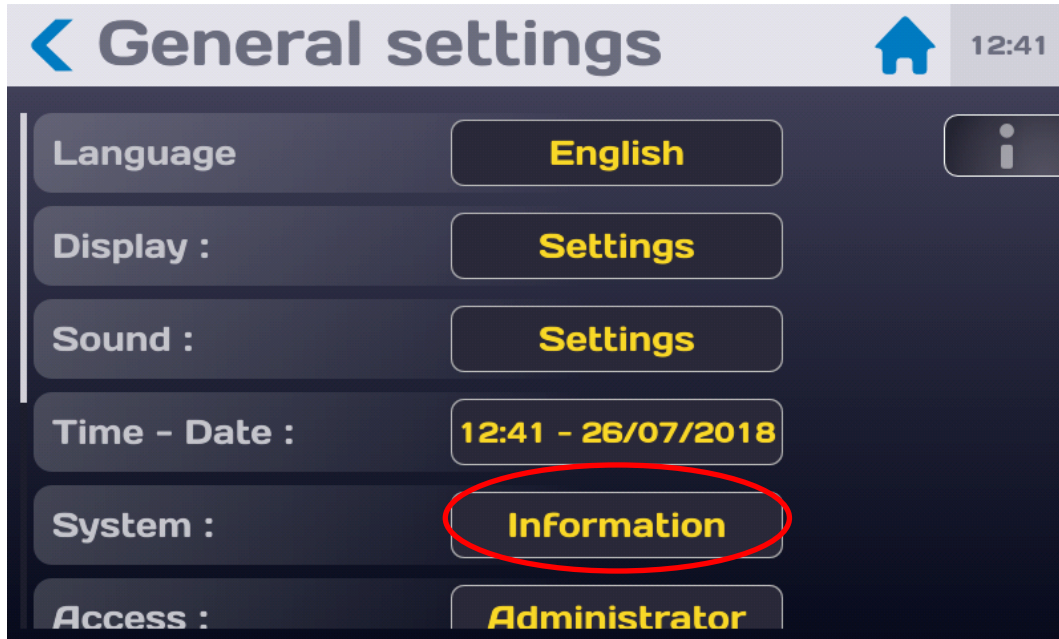 General settings
12:41
Language
English
Display :
Settings
Sound :
Settings
Time - Date :
12:41 - 26/07/2018
System :
Information
Access :
Administrator